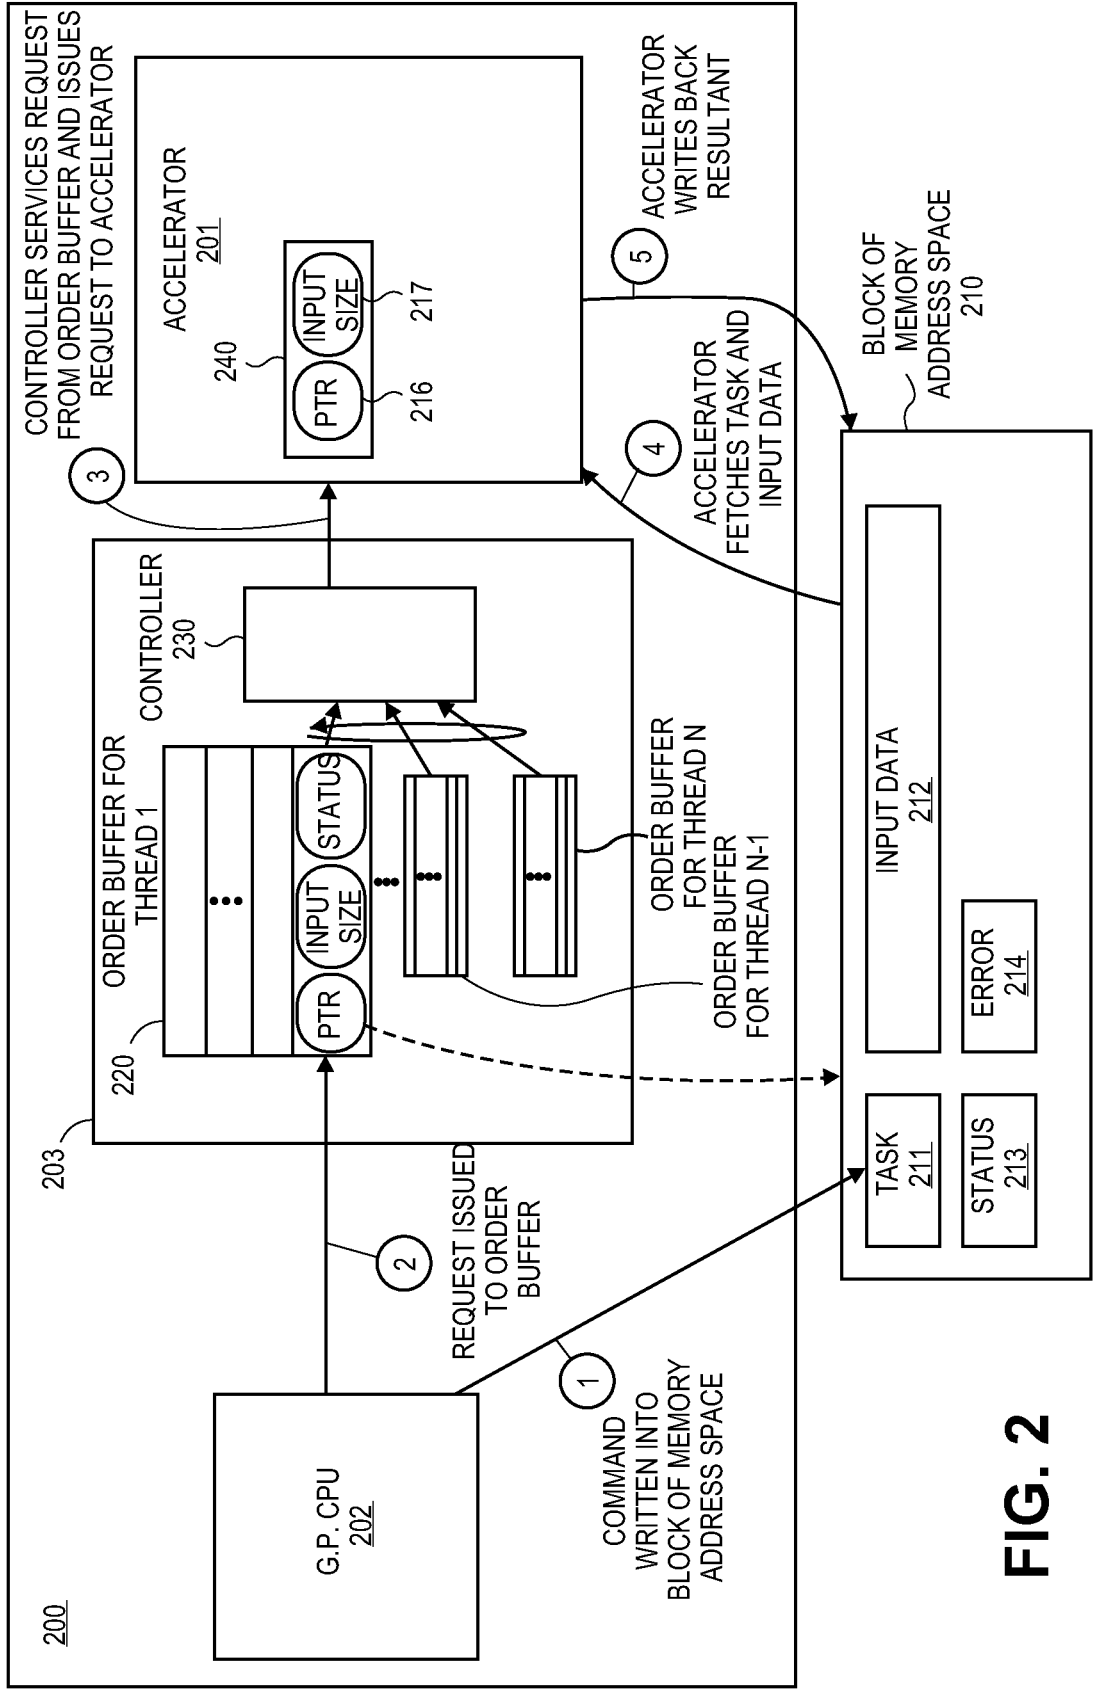 200
G.P. CPU
202
COMMAND
WRITTEN INTO
BLOCK OF MEMORY
ADDRESS SPACE
1
2
REQUEST ISSUED
TO ORDER
BUFFER
203
220
ORDER BUFFER FOR
THREAD 1
PTR
INPUT
SIZE
STATUS
ORDER BUFFER
FOR THREAD N
ORDER BUFFER
FOR THREAD N-1
CONTROLLER
230
3
CONTROLLER SERVICES REQUEST
FROM ORDER BUFFER AND ISSUES
REQUEST TO ACCELERATOR
ACCELERATOR
201
240
PTR
INPUT
SIZE
216
217
4
ACCELERATOR
FETCHES TASK AND
INPUT DATA
5
ACCELERATOR
WRITES BACK
RESULTANT
BLOCK OF
MEMORY
ADDRESS SPACE
210
TASK
211
INPUT DATA
212
STATUS
213
ERROR
214
FIG. 2